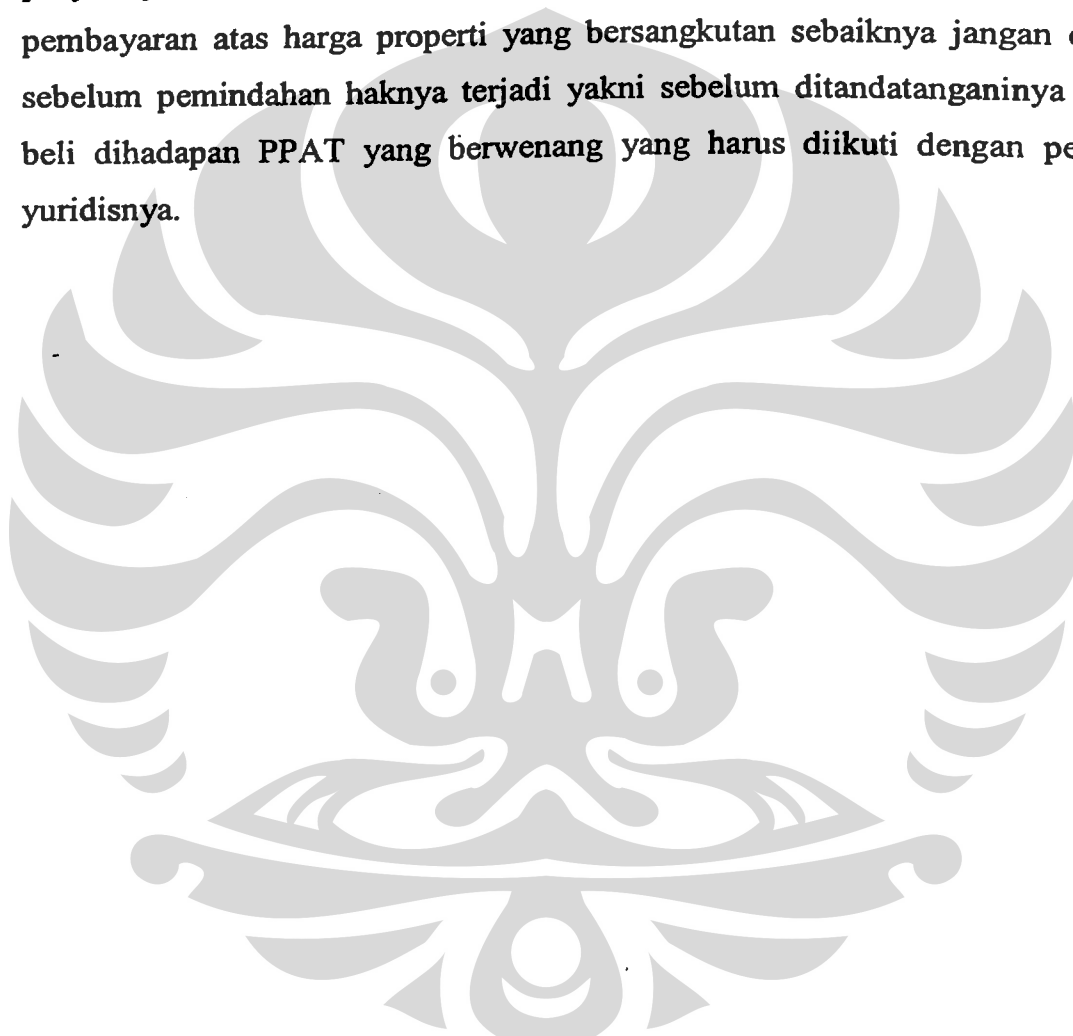 pembayaran atas harga properti yang bersangkutan sebaiknya jangan
sebelum pemindahan haknya terjadi yakni sebelum ditandatanganinya
beli dihadapan PPAT yang berwenang yang harus diikuti dengan pe
yuridisnya.